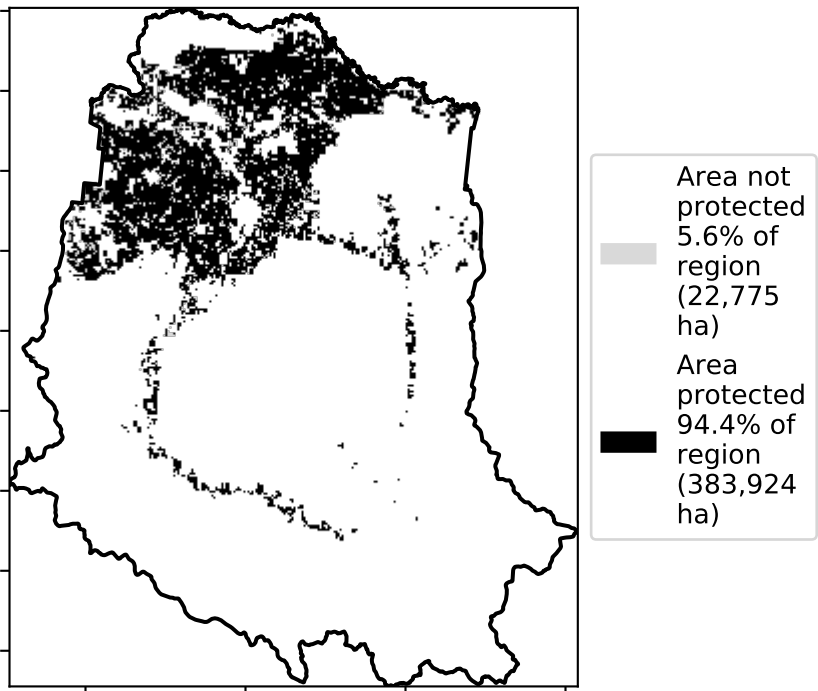 Area not
protected
5.6% of
region
(22,775
ha)
Area
protected
94.4% of
region
(383,924
ha)